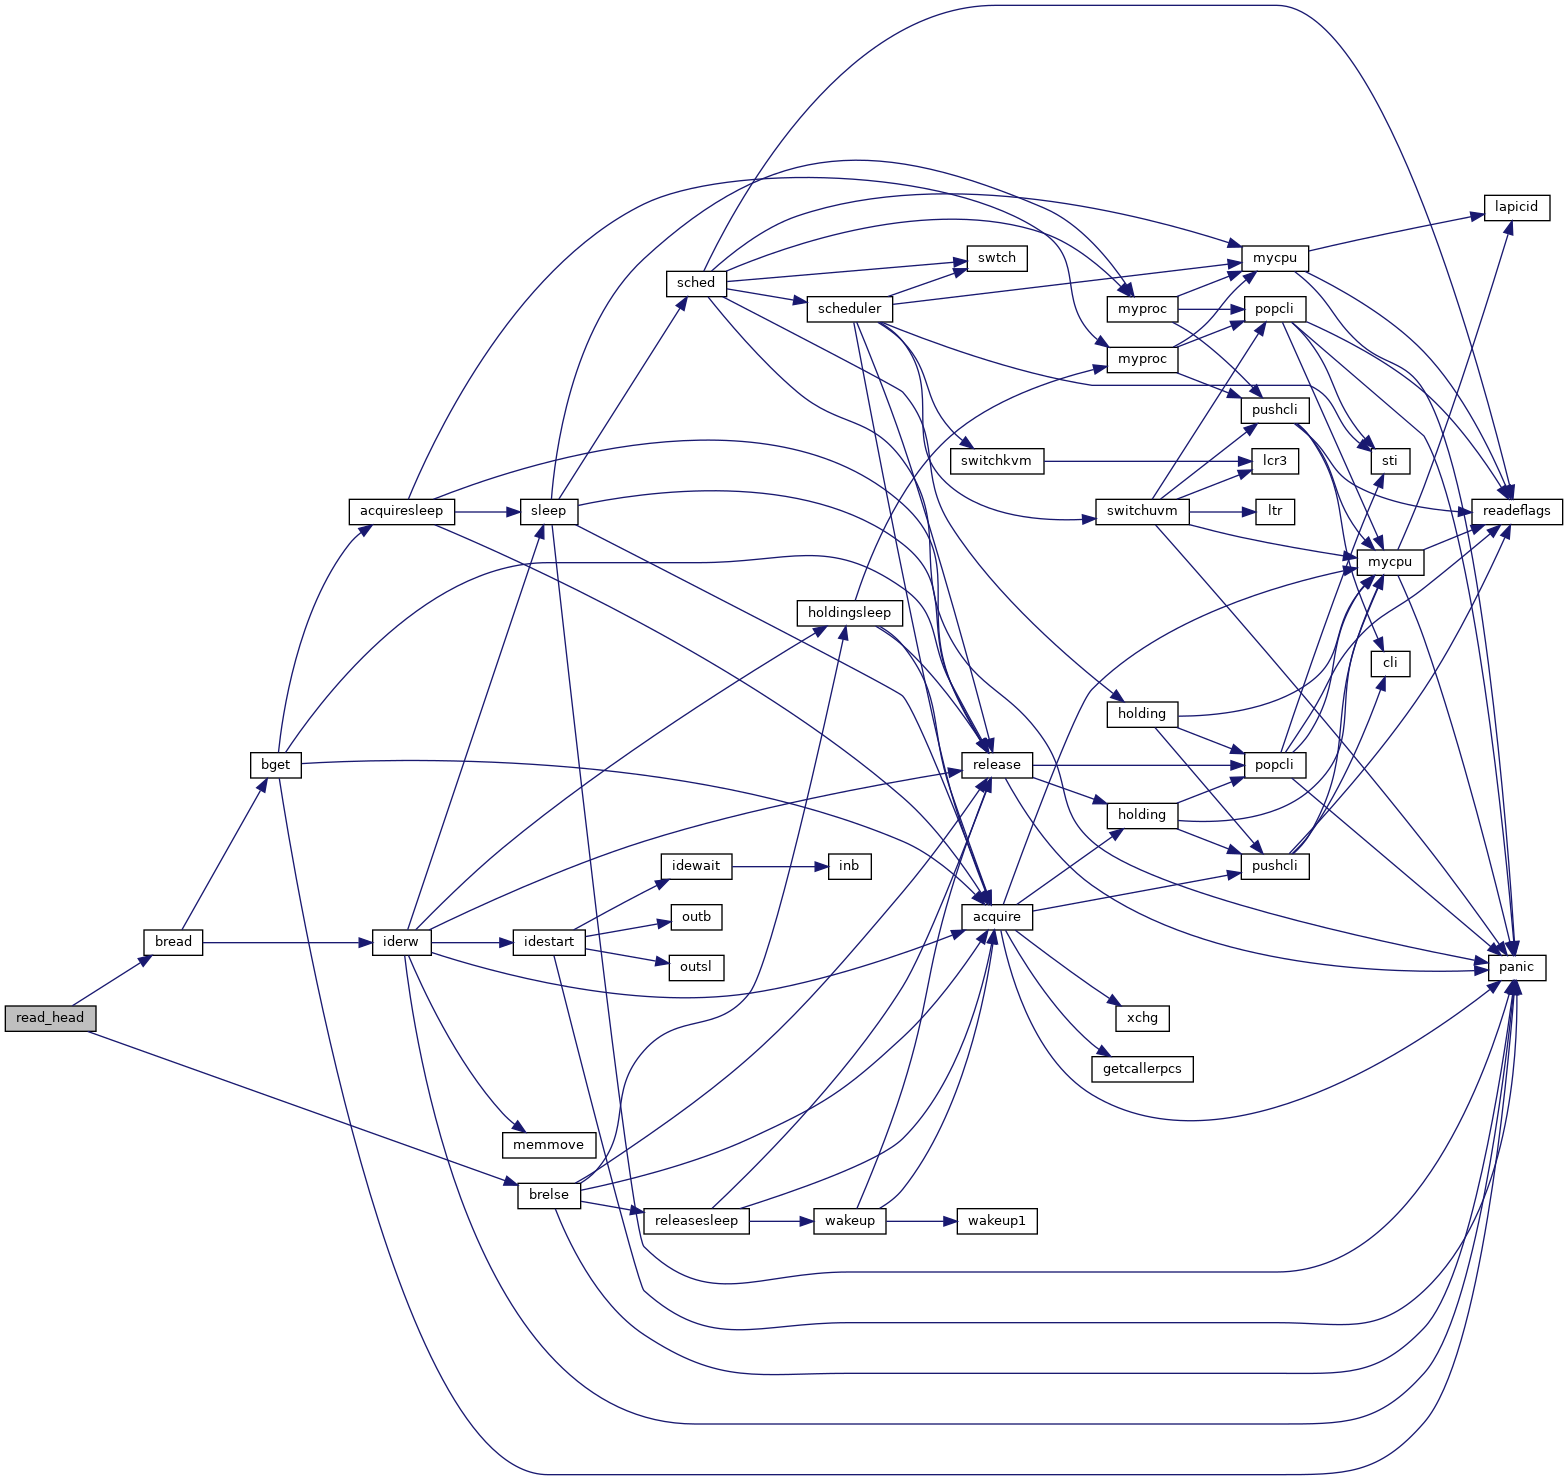 lapicid
mycpu
swtch
sched
scheduler
myproc
popcli
myproc
pushcli
switchkvm
lcr3
sti
acquiresleep
sleep
switchuvm
ltr
readeflags
mycpu
holdingsleep
cli
holding
bget
release
popcli
holding
idewait
inb
pushcli
outb
acquire
bread
iderw
idestart
outsl
panic
read_head
xchg
getcallerpcs
memmove
brelse
releasesleep
wakeup
wakeup1